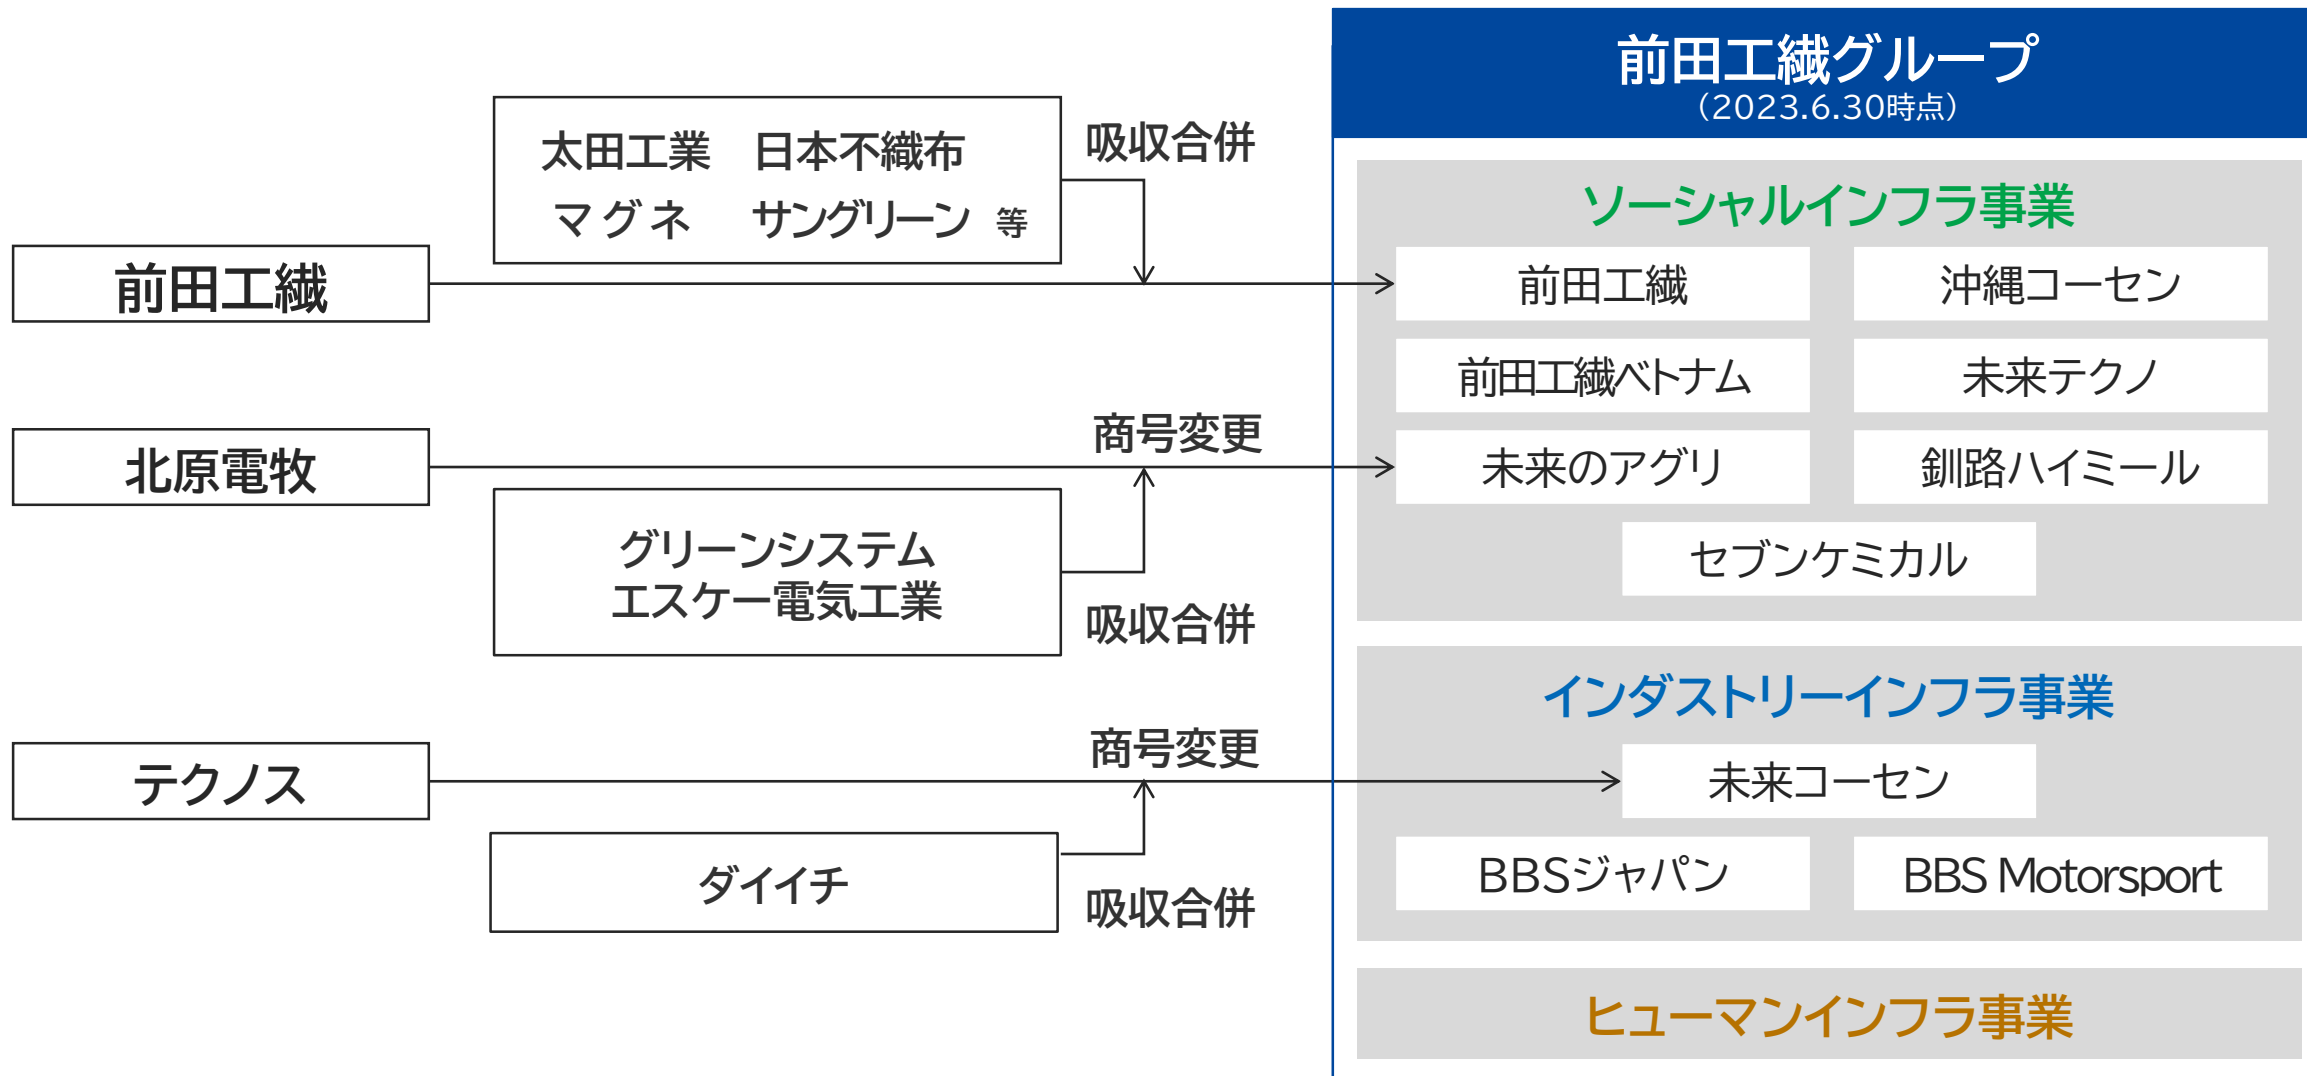 前田工繊グループ
（2023.6.30時点）
太田工業 日本不織布
マグネ サングリーン 等
吸収合併
前田工繊
北原電牧
商号変更
グリーンシステム
エスケー電気工業
吸収合併
テクノス
商号変更
ダイイチ
吸収合併
ソーシャルインフラ事業
前田工繊 沖縄コーセン
前田工繊ベトナム 未来テクノ
未来のアグリ 釧路ハイミール
セブンケミカル
インダストリーインフラ事業
未来コーセン
BBSジャパン BBS Motorsport
ヒューマンインフラ事業